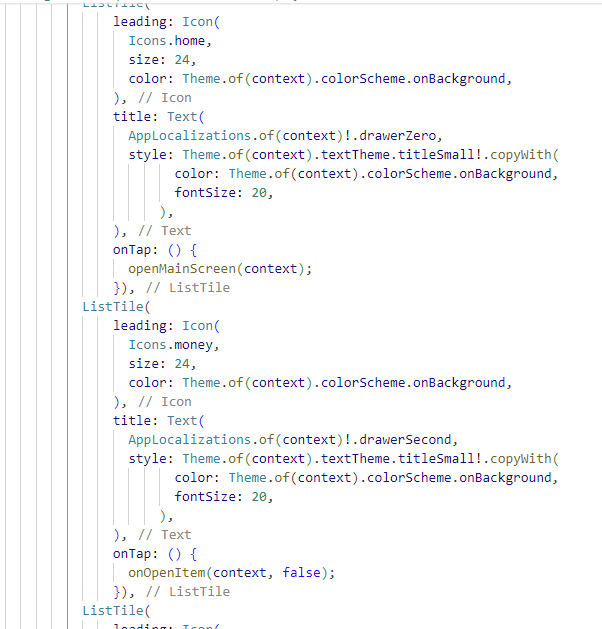 ListTile(
leading: Icon(
Icons.home,
size: 24,
color: Theme.of(context).colorScheme.onBackground,
), // Icon
title: Text(
AppLocalizations.of(context)!.drawerZero,
style: Theme.of(context).textTheme.titleSmall!.copyWith(
color: Theme.of(context).colorScheme.onBackground,
fontSize: 20,
),
), // Text
onTap: () {
openMainScreen(context);
}), // ListTile
ListTile(
leading: Icon(
Icons.money,
size: 24,
color: Theme.of(context).colorScheme.onBackground,
), // Icon
title: Text(
AppLocalizations.of(context)!.drawerSecond,
style: Theme.of(context).textTheme.titleSmall!.copyWith(
color: Theme.of(context).colorScheme.onBackground,
fontSize: 20,
),
), // Text
onTap: () {
onOpenItem(context, false);
}), // ListTile
ListTile(
leading: Icon(